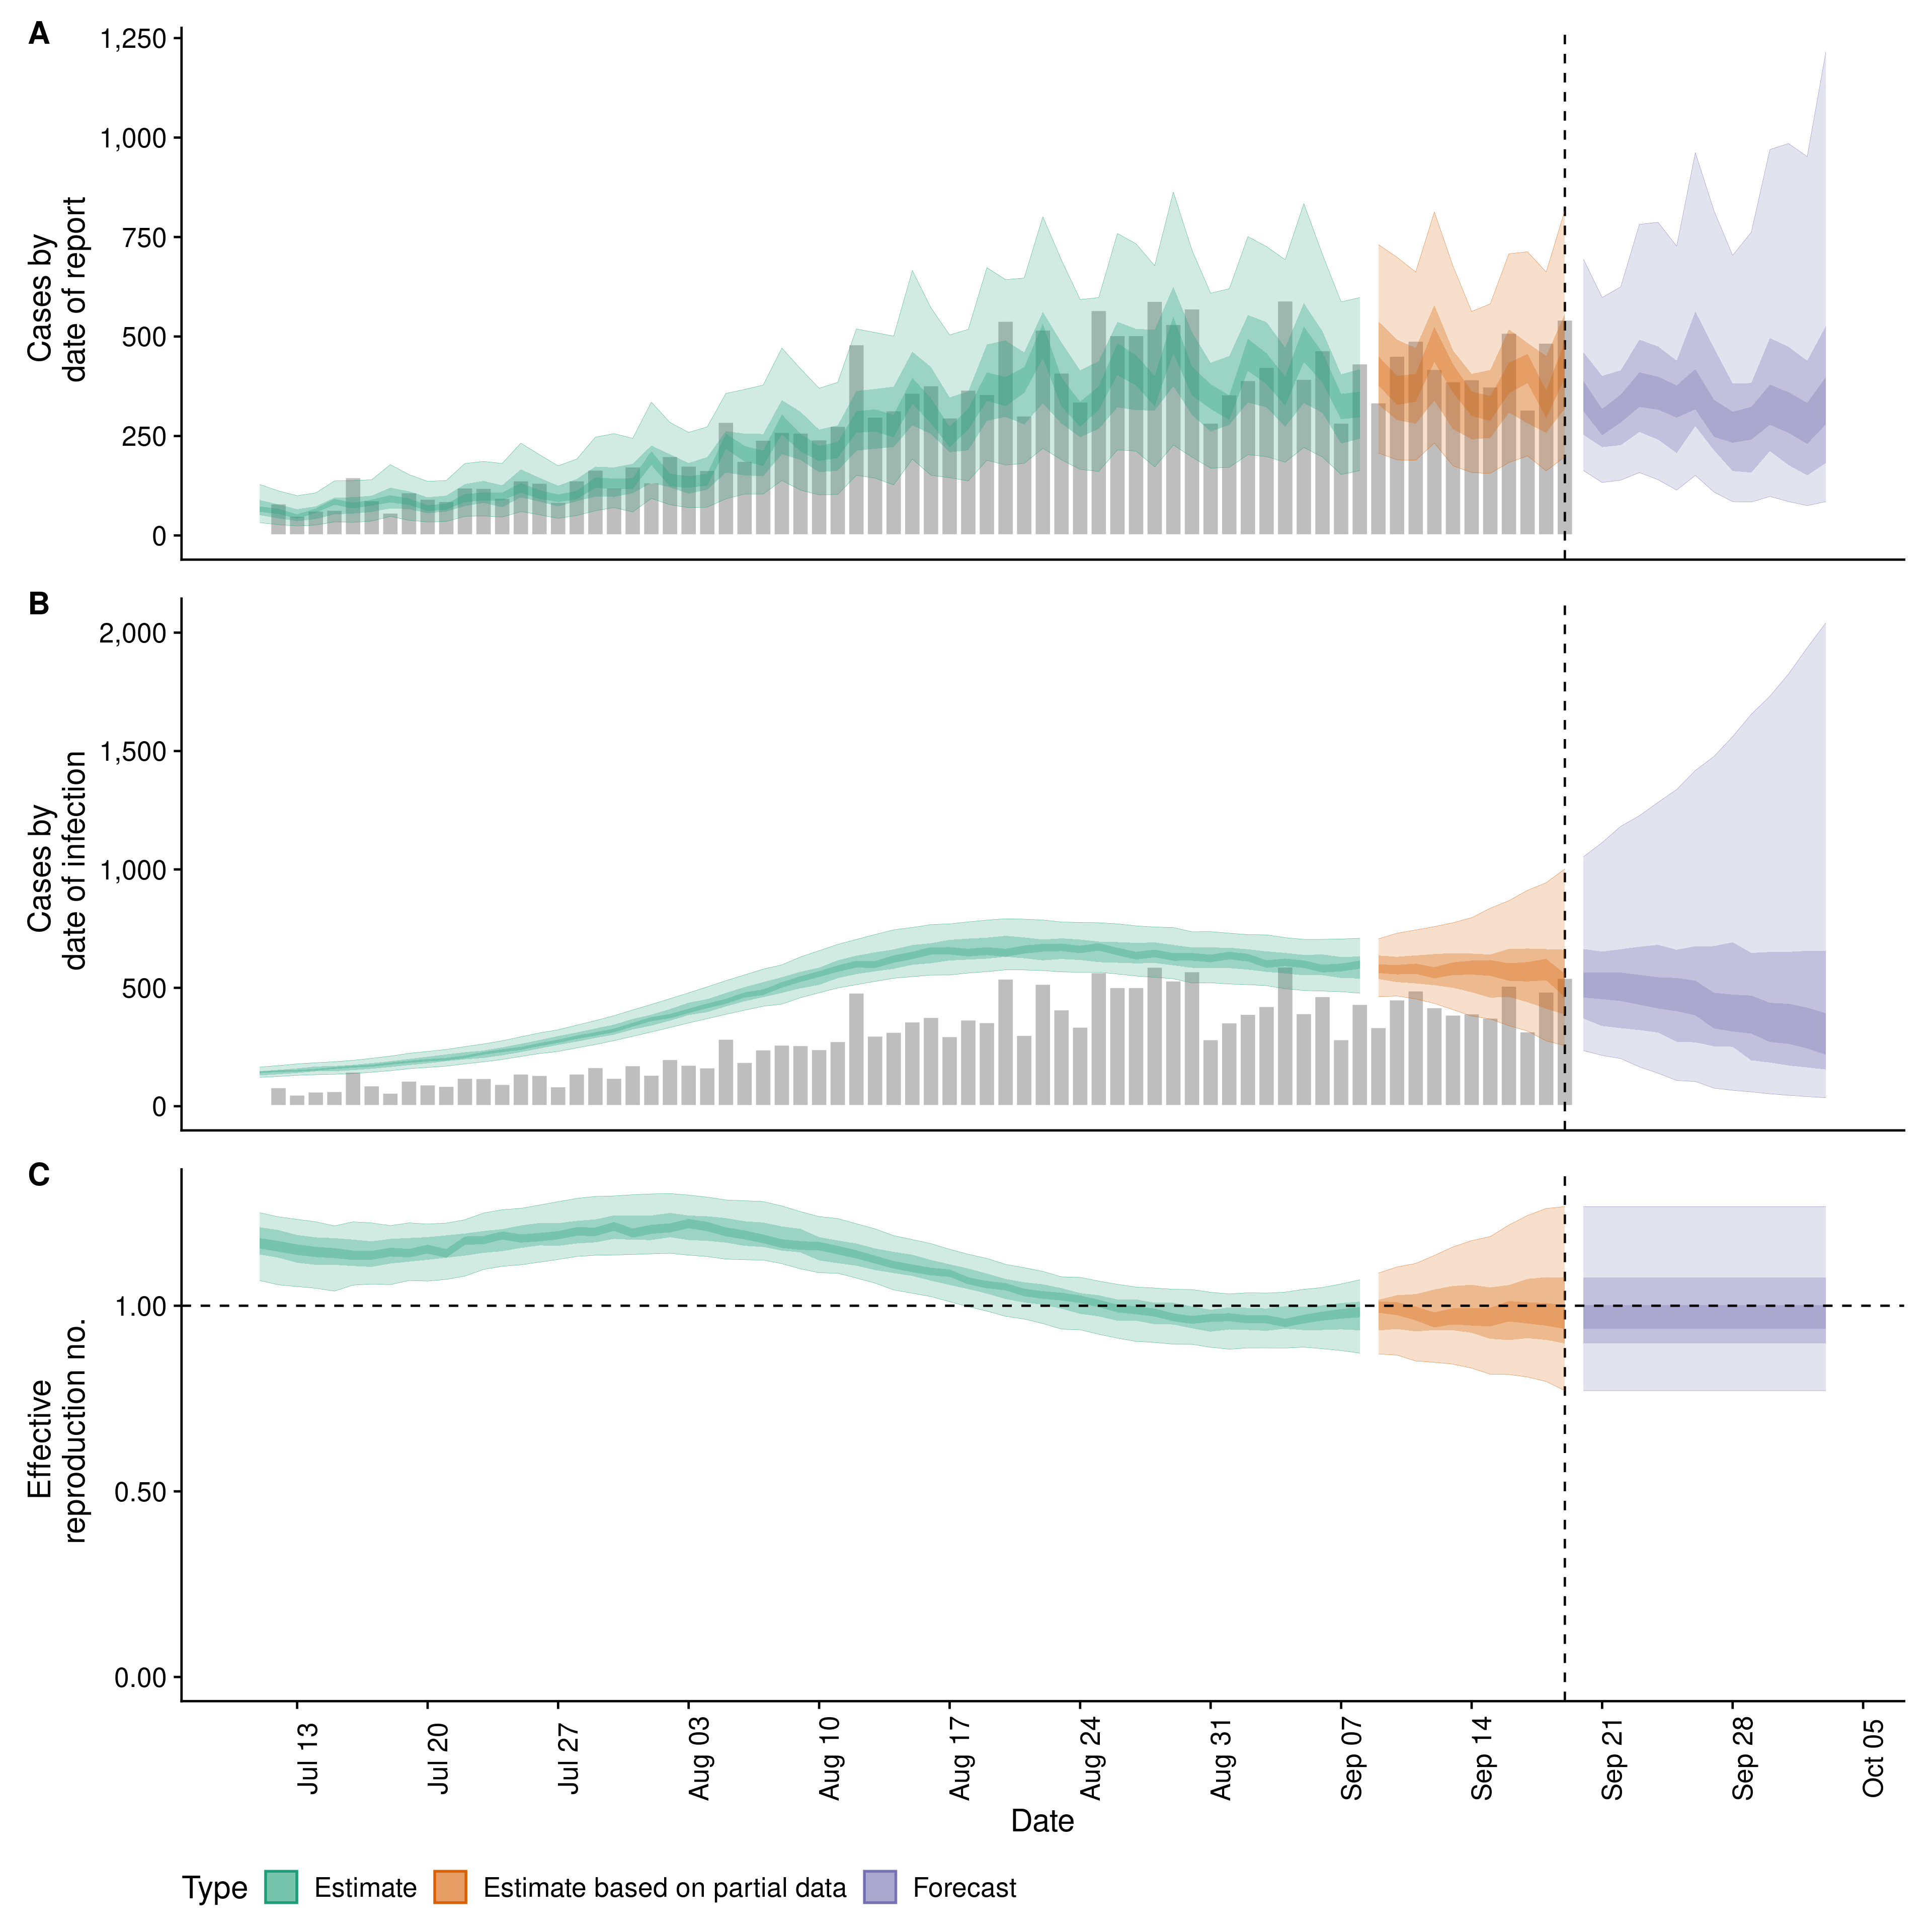 A
1,250
1,000
750
500
250
0
Cases by
date of report
B
2,000
1,500
1,000
500
0
Cases by
date of infection
C
1.00
0.50
0.00
Effective
reproduction no.
Jul 13
Jul 20
Jul 27
Aug 03
Aug 10
Aug 17
Aug 24
Aug 31
Sep 07
Sep 14
Sep 21
Sep 28
Oct 05
Date
Type Estimate Estimate based on partial data Forecast